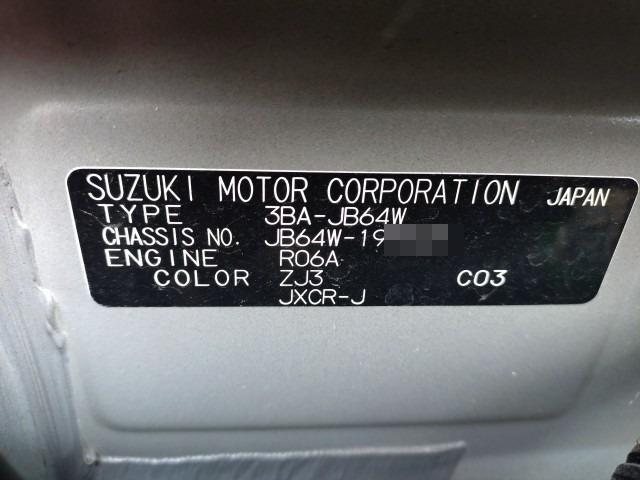 SUZUKI MOTOR CORPORATION JAPAN
TYPE 3BA-JB64W
CHASSIS NO. JB64W-19
ENGINE R06A
COLOR ZJ3 C03
JXCR-J